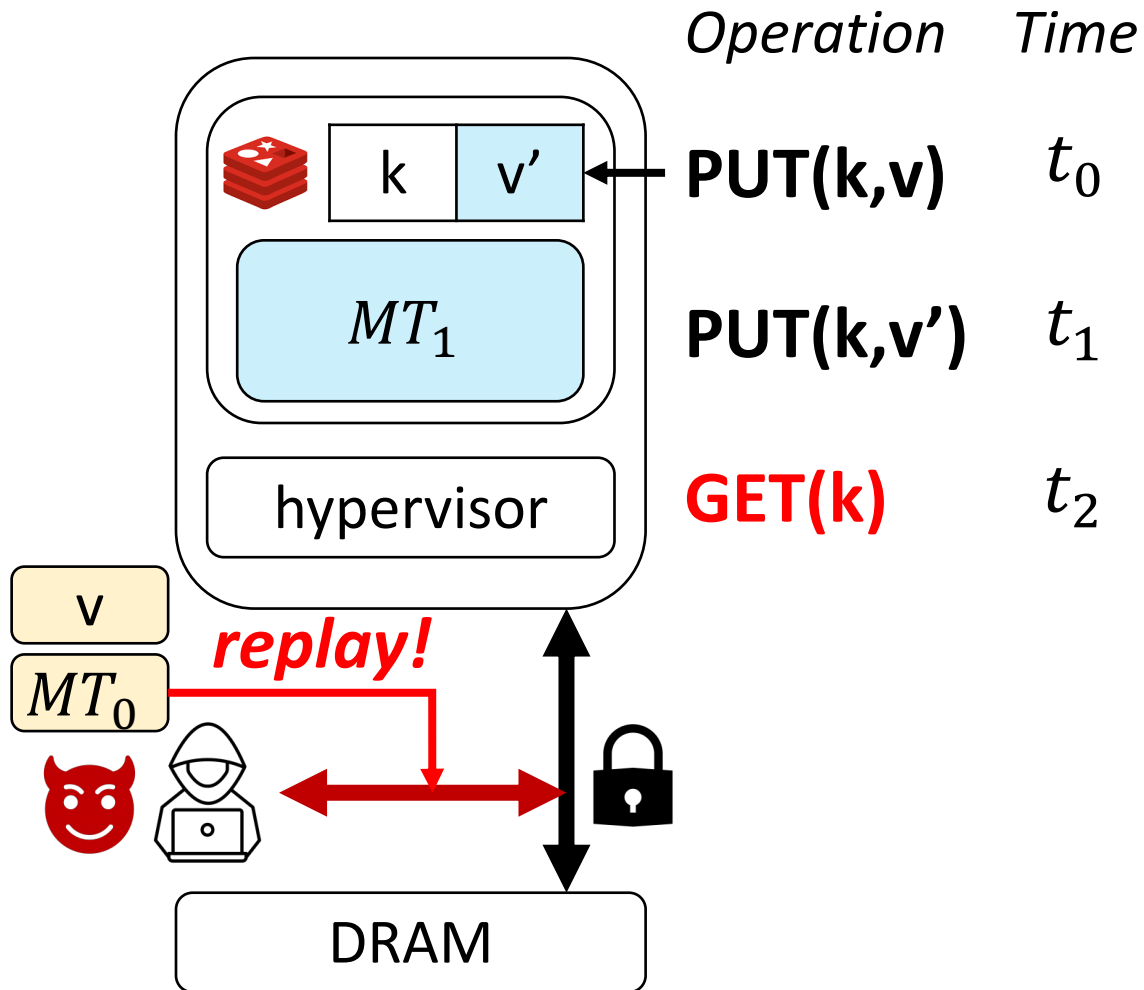 Operation Time
k v’ PUT(k,v) t₀
MT₁ PUT(k,v’) t₁
hypervisor GET(k) t₂
v
replay!
MT₀
DRAM